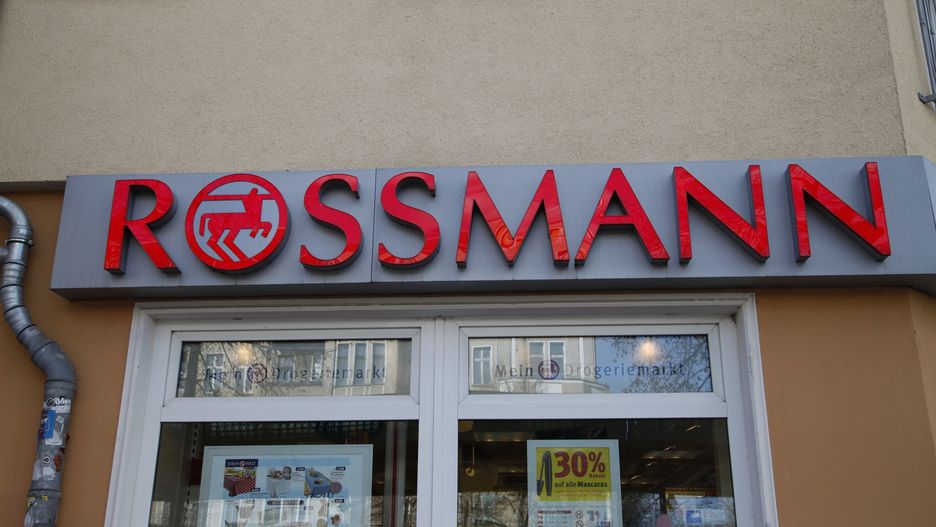 ROSSMANN
Mein Drogeriemarkt
Mein Drogeriemarkt
30%
Rabatt
auf alle Mascaras